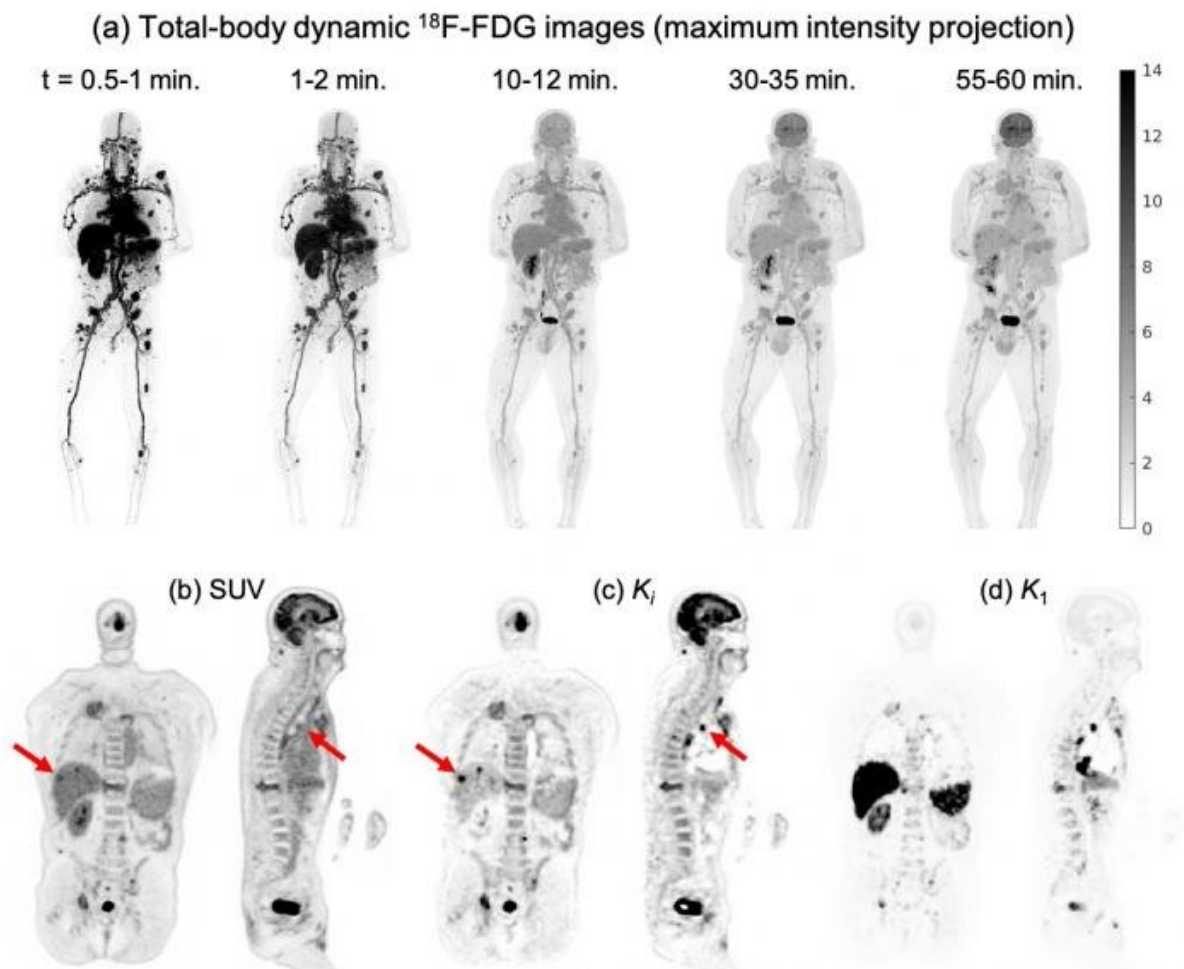 (a) Total-body dynamic ¹⁸F-FDG images (maximum intensity projection)
t = 0.5-1 min. 1-2 min. 10-12 min. 30-35 min. 55-60 min.
14
12
10
8
6
4
2
0
(b) SUV (c) Kᵢ (d) K₁